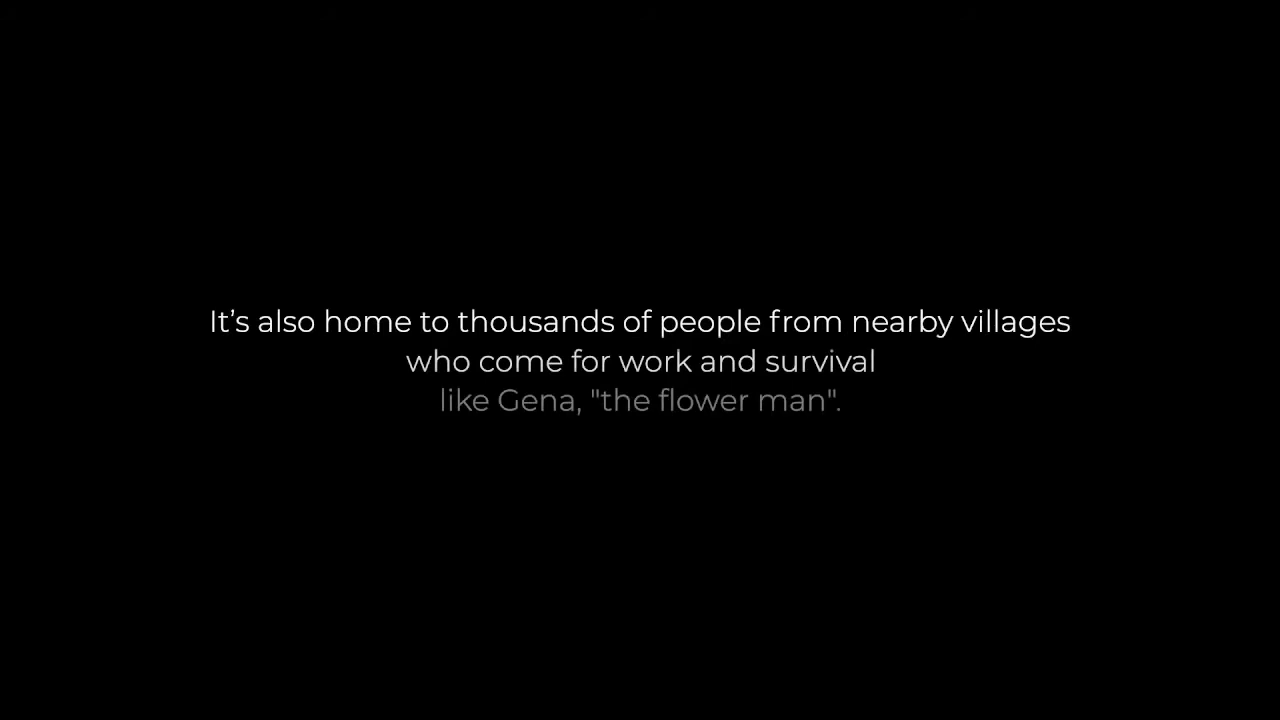 It’s also home to thousands of people from nearby villages
who come for work and survival
like Gena, "the flower man".